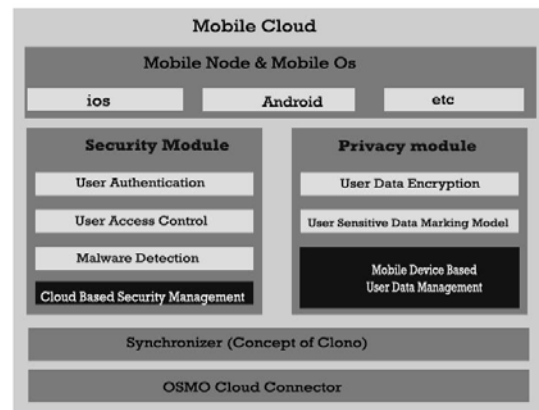 Mobile Cloud
Mobile Node & Mobile Os
ios
Android
etc
Security Module
User Authentication
User Access Control
Malware Detection
Cloud Based Security Management
Privacy module
User Data Encryption
User Sensitive Data Marking Model
Mobile Device Based
User Data Management
Synchronizer (Concept of Clono)
OSMO Cloud Connector